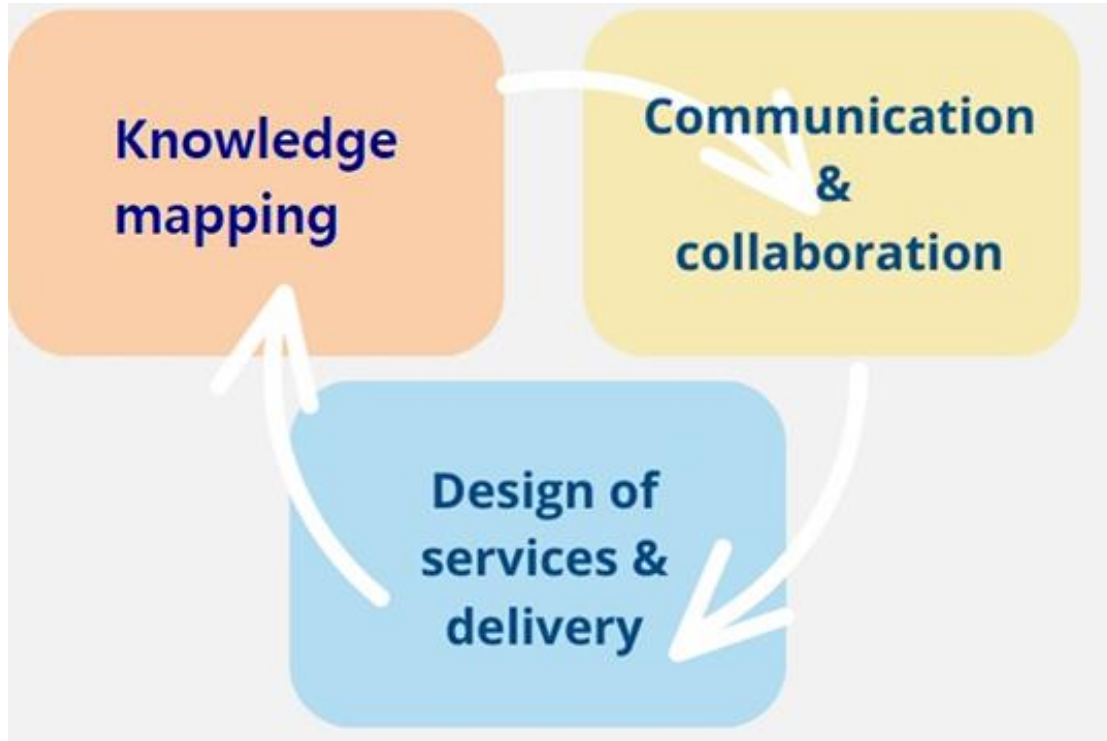 Knowledge
mapping
Communication
&
collaboration
Design of
services &
delivery